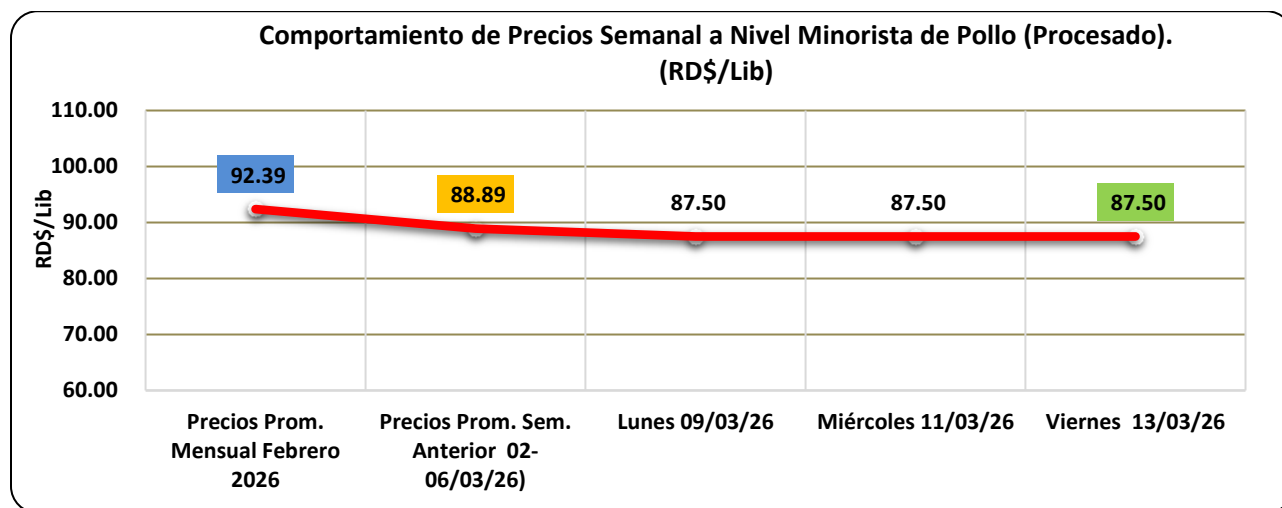 Comportamiento de Precios Semanal a Nivel Minorista de Pollo (Procesado).
(RD$/Lib)
RD$/Lib
110.00
100.00
90.00
80.00
70.00
60.00
92.39
88.89
87.50
87.50
87.50
Precios Prom.
Mensual Febrero
2026
Precios Prom. Sem.
Anterior 02-
06/03/26)
Lunes 09/03/26
Miércoles 11/03/26
Viernes 13/03/26